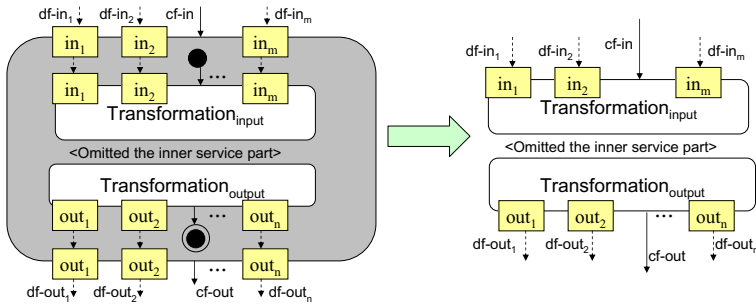 df-in1 df-in2 cf-in df-inm
in1 in2 inm
in1 in2 ... inm
Transformationinput
<Omitted the inner service part>
Transformationoutput
out1 out2 ... outn
out1 out2 outn
df-out1 df-out2 ... cf-out df-outn
df-in1 df-in2 cf-in df-inm
in1 in2 ... inm
Transformationinput
<Omitted the inner service part>
Transformationoutput
out1 out2 ... outn
df-out1 df-out2 cf-out df-outn